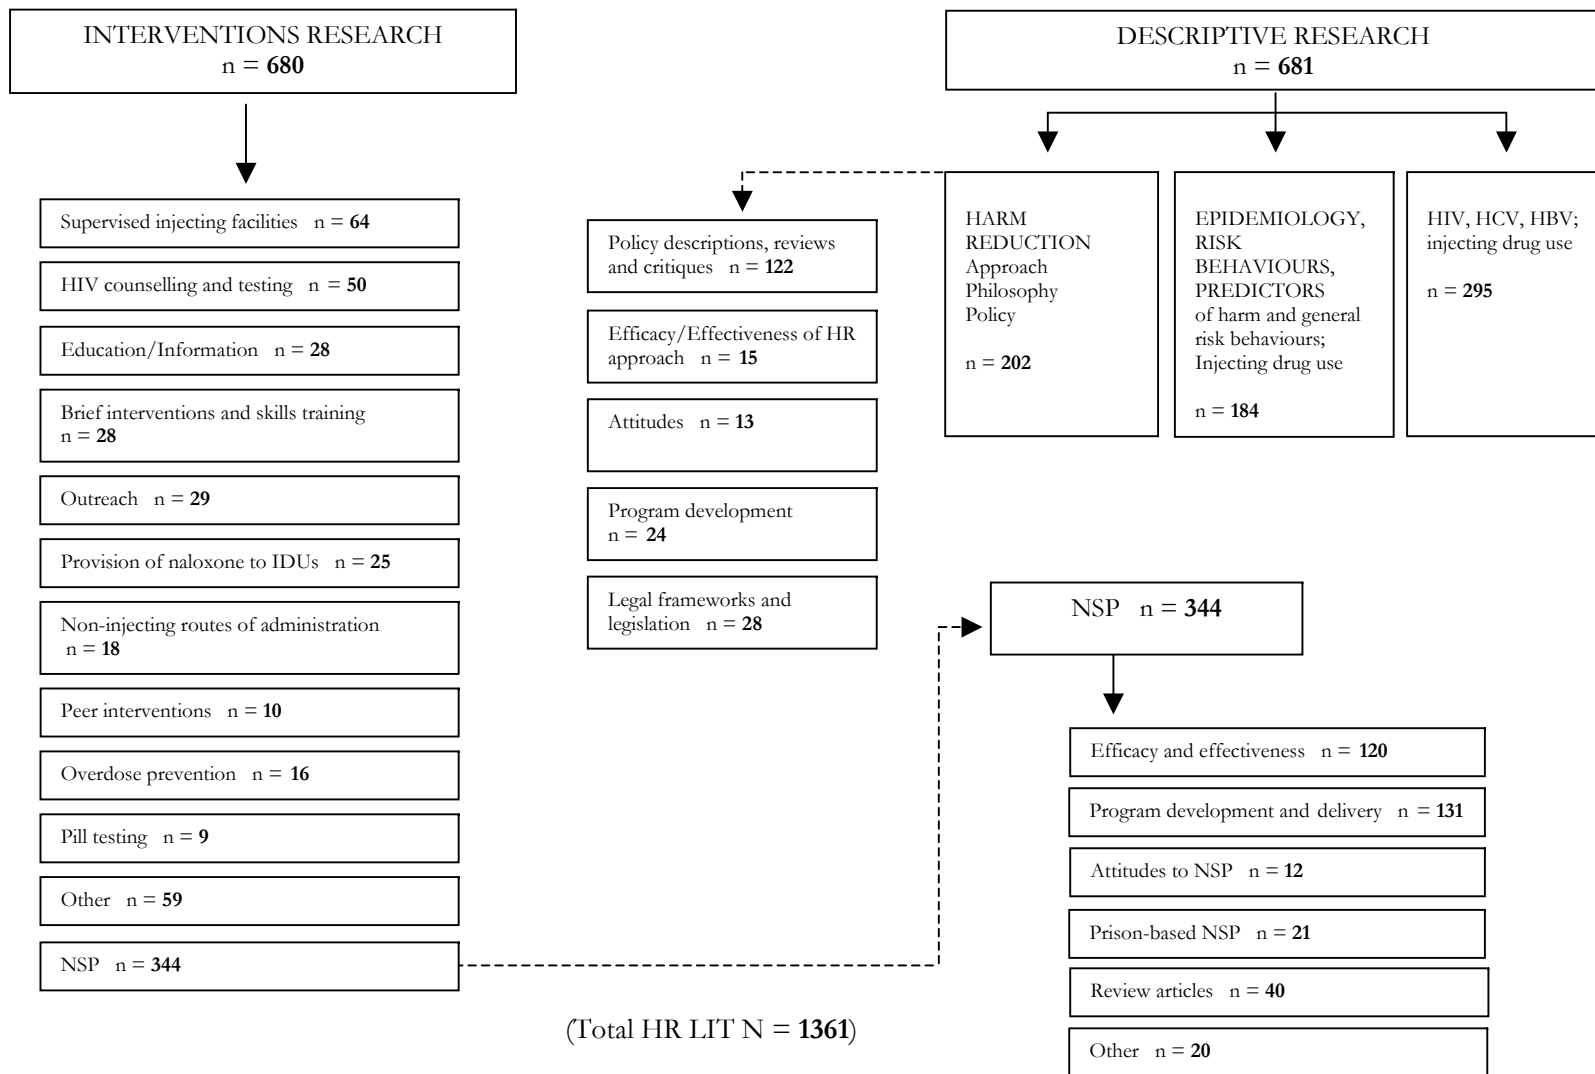 INTERVENTIONS RESEARCH
n = 680
DESCRIPTIVE RESEARCH
n = 681
Supervised injecting facilities n = 64
HIV counselling and testing n = 50
Education/Information n = 28
Brief interventions and skills training
n = 28
Outreach n = 29
Provision of naloxone to IDUs n = 25
Non-injecting routes of administration
n = 18
Peer interventions n = 10
Overdose prevention n = 16
Pill testing n = 9
Other n = 59
NSP n = 344
Policy descriptions, reviews
and critiques n = 122
Efficacy/Effectiveness of HR
approach n = 15
Attitudes n = 13
Program development
n = 24
Legal frameworks and
legislation n = 28
HARM
REDUCTION
Approach
Philosophy
Policy
n = 202
EPIDEMIOLOGY,
RISK
BEHAVIOURS,
PREDICTORS
of harm and general
risk behaviours;
Injecting drug use
n = 184
HIV, HCV, HBV;
injecting drug use
n = 295
NSP n = 344
Efficacy and effectiveness n = 120
Program development and delivery n = 131
Attitudes to NSP n = 12
Prison-based NSP n = 21
Review articles n = 40
Other n = 20
(Total HR LIT N = 1361)